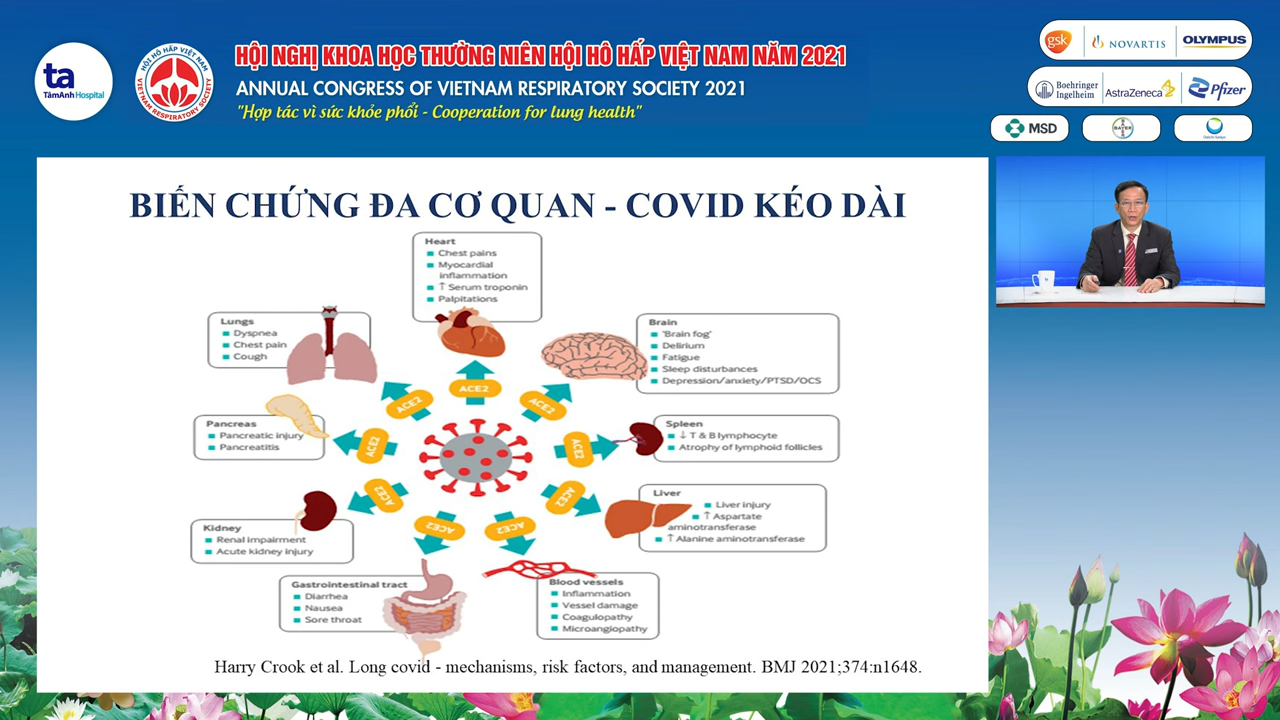 ta
TâmAnh Hospital
HỘI HÔ HẤP VIỆT NAM
VIETNAM RESPIRATORY SOCIETY
HỘI NGHỊ KHOA HỌC THƯỜNG NIÊN HỘI HÔ HẤP VIỆT NAM NĂM 2021
ANNUAL CONGRESS OF VIETNAM RESPIRATORY SOCIETY 2021
"Hợp tác vì sức khỏe phổi - Cooperation for lung health"
gsk
NOVARTIS
OLYMPUS
Boehringer
Ingelheim
AstraZeneca
Pfizer
MSD
BAYER
Daiichi-Sankyo
BIẾN CHỨNG ĐA CƠ QUAN - COVID KÉO DÀI
Heart
Chest pains
Myocardial
inflammation
↑ Serum troponin
Palpitations
Lungs
Dyspnea
Chest pain
Cough
Brain
'Brain fog'
Delirium
Fatigue
Sleep disturbances
Depression/anxiety/PTSD/OCS
ACE2
ACE2
ACE2
Pancreas
Pancreatic injury
Pancreatitis
ACE2
ACE2
Spleen
↓ T & B lymphocyte
Atrophy of lymphoid follicles
Kidney
Renal impairment
Acute kidney injury
ACE2
ACE2
Liver
Liver injury
↑ Aspartate
aminotransferase
↑ Alanine aminotransferase
ACE2
ACE2
Gastrointestinal tract
Diarrhea
Nausea
Sore throat
Blood vessels
Inflammation
Vessel damage
Coagulopathy
Microangiopathy
Harry Crook et al. Long covid - mechanisms, risk factors, and management. BMJ 2021;374:n1648.